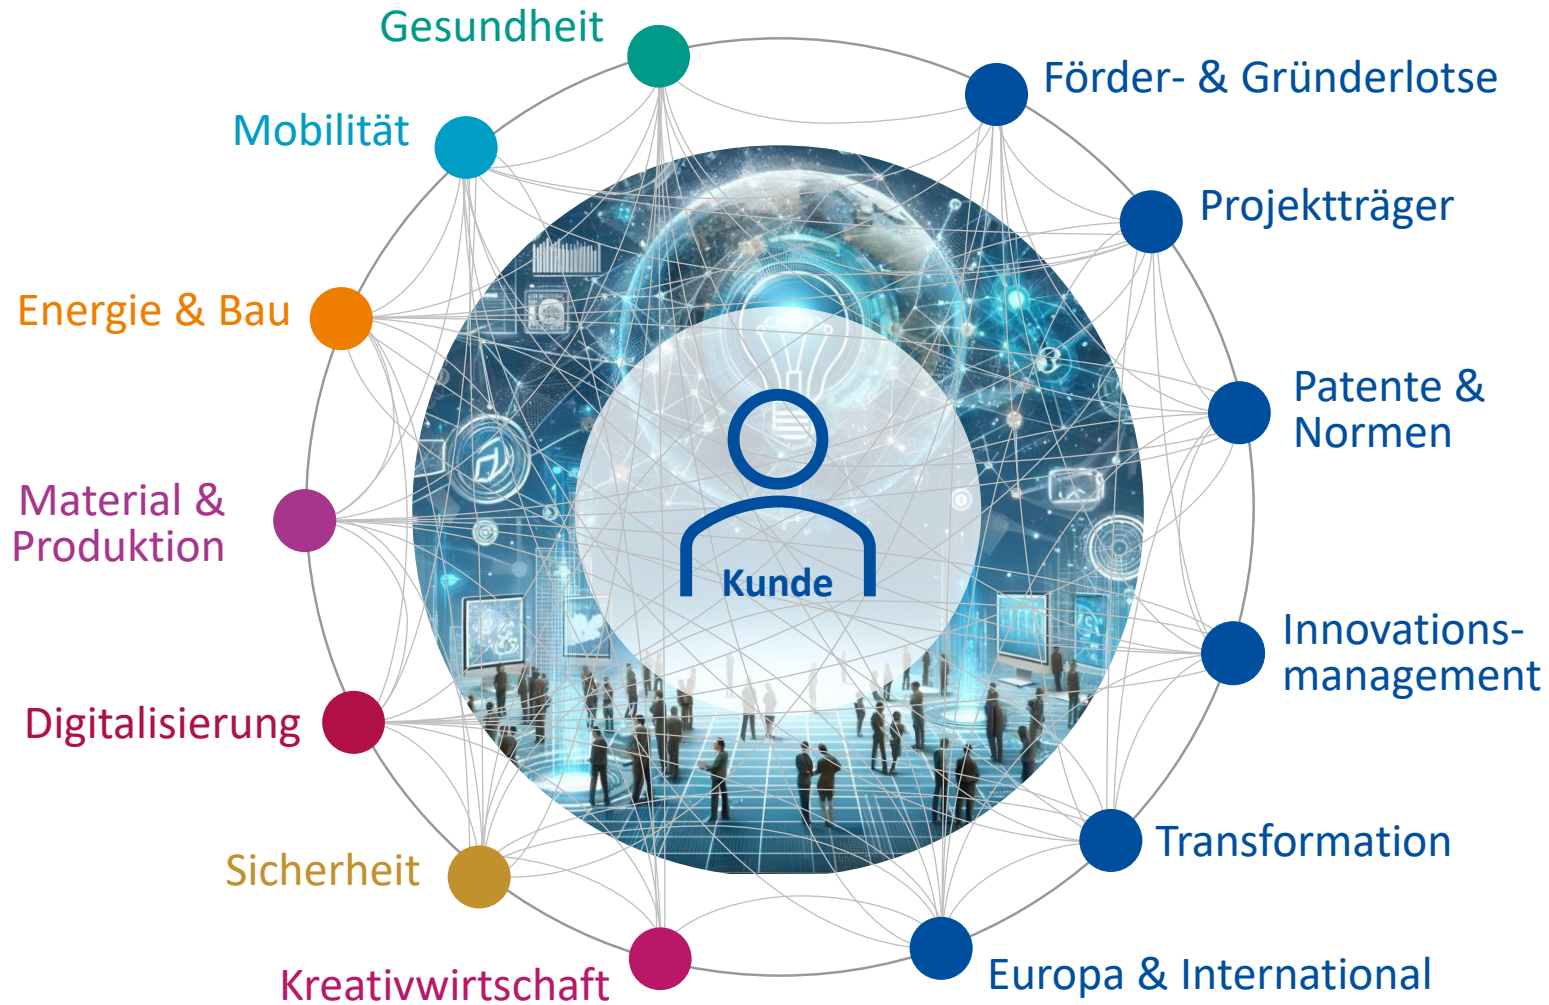 Gesundheit
Förder- & Gründerlotse
Mobilität
Projektträger
Energie & Bau
Patente &
Normen
Material &
Produktion
Kunde
Innovations-
management
Digitalisierung
Transformation
Sicherheit
Europa & International
Kreativwirtschaft